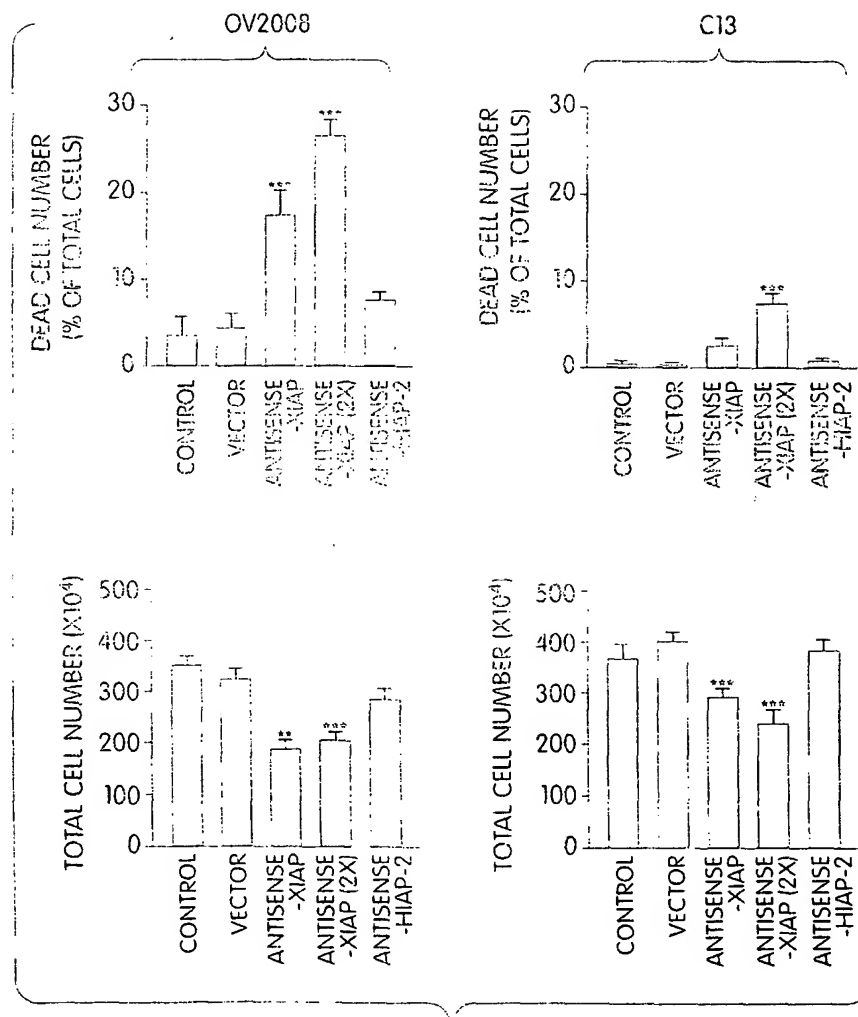 OV2008
C13
DEAD CELL NUMBER
(% OF TOTAL CELLS)
30
20
10
0
***
***
CONTROL
VECTOR
ANTISENSE
-XIAP
ANTISENSE
-XIAP (2X)
ANTISENSE
-HIAP-2
DEAD CELL NUMBER
(% OF TOTAL CELLS)
30
20
10
0
***
CONTROL
VECTOR
ANTISENSE
-XIAP
ANTISENSE
-XIAP (2X)
ANTISENSE
-HIAP-2
TOTAL CELL NUMBER (X10⁴)
500
400
300
200
100
0
**
***
CONTROL
VECTOR
ANTISENSE
-XIAP
ANTISENSE
-XIAP (2X)
ANTISENSE
-HIAP-2
TOTAL CELL NUMBER (X10⁴)
500
400
300
200
100
0
***
***
CONTROL
VECTOR
ANTISENSE
-XIAP
ANTISENSE
-XIAP (2X)
ANTISENSE
-HIAP-2